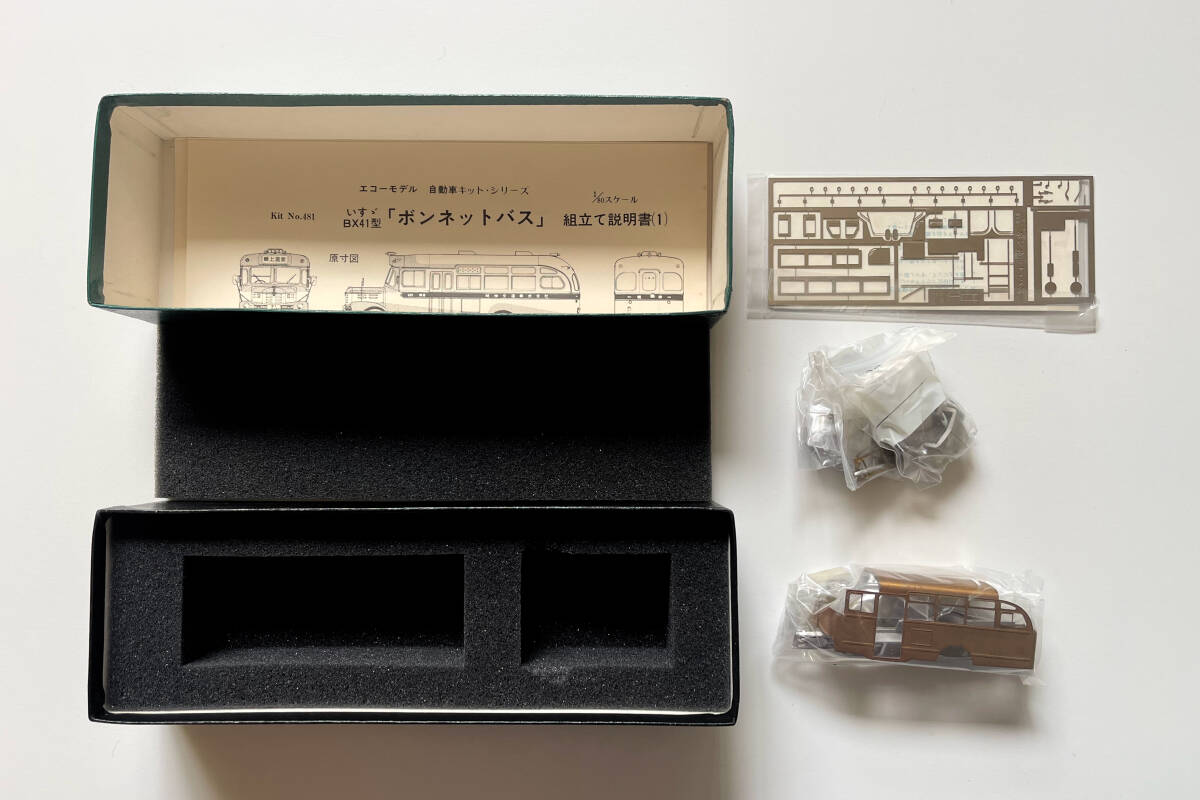 エコーモデル 自動車キット・シリーズ
Kit No.481 いすゞBX41型「ボンネットバス」 組立て説明書(1) 1/80スケール
原寸図